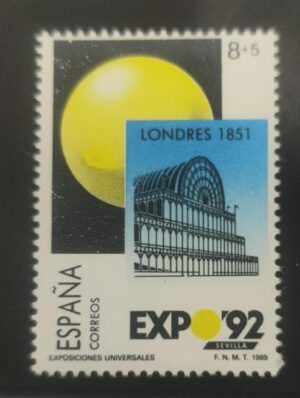 8+5
LONDRES 1851
ESPAÑA
CORREOS
EXPO'92
SEVILLA
EXPOSICIONES UNIVERSALES
F.N.M.T. 1989